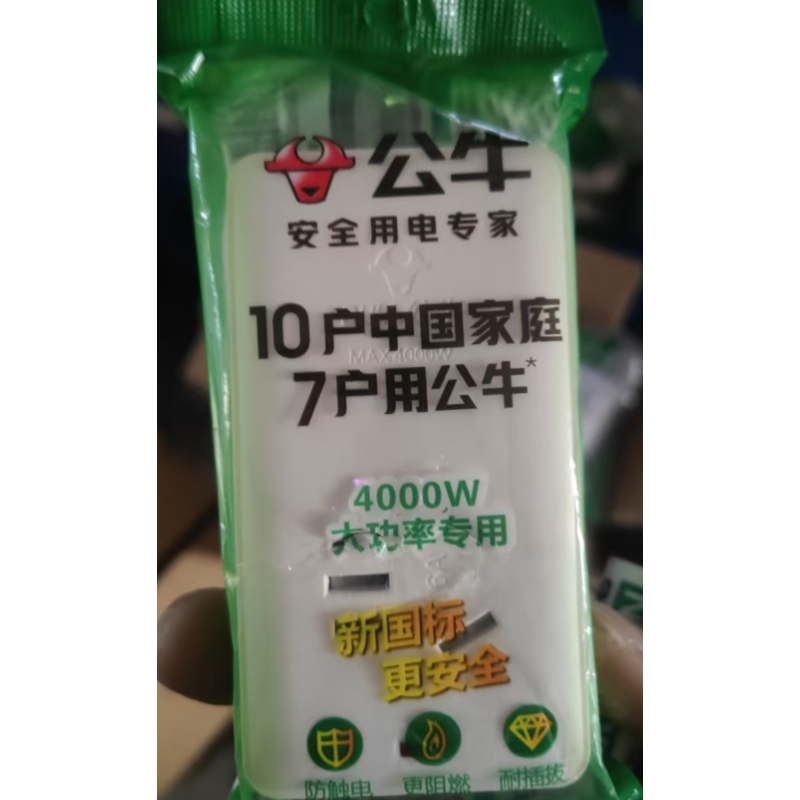 公牛
安全用电专家
10户中国家庭
MAX 4000W
7户用公牛*
4000W
大功率专用
新国标
更安全
防触电 更阻燃 耐插拔